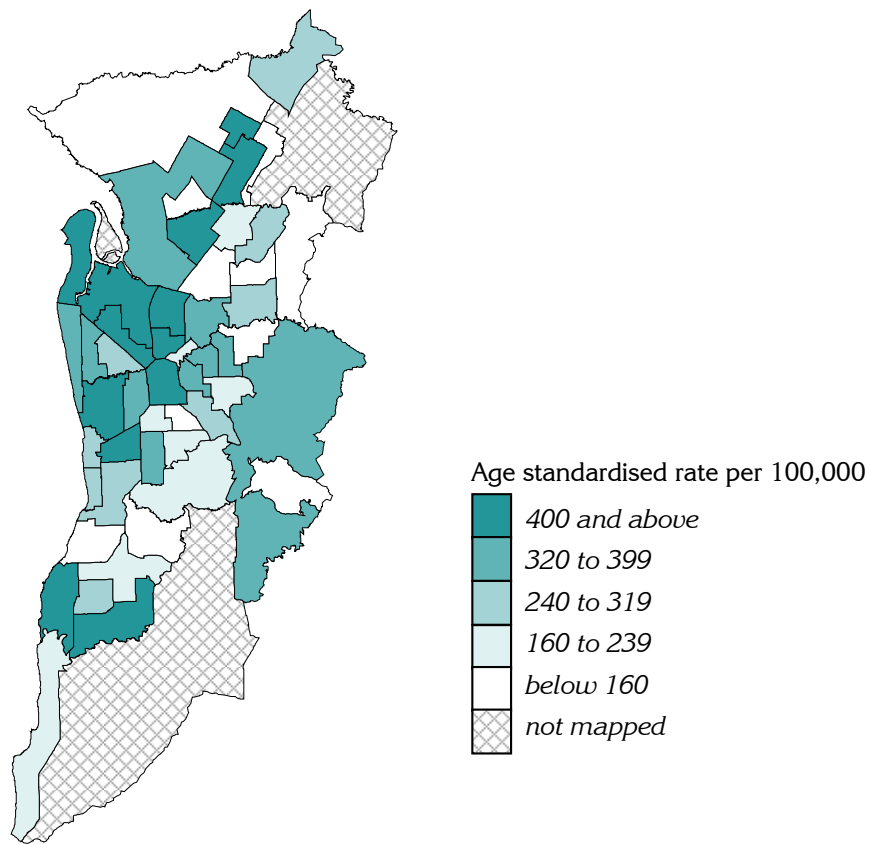 Age standardised rate per 100,000
400 and above
320 to 399
240 to 319
160 to 239
below 160
not mapped